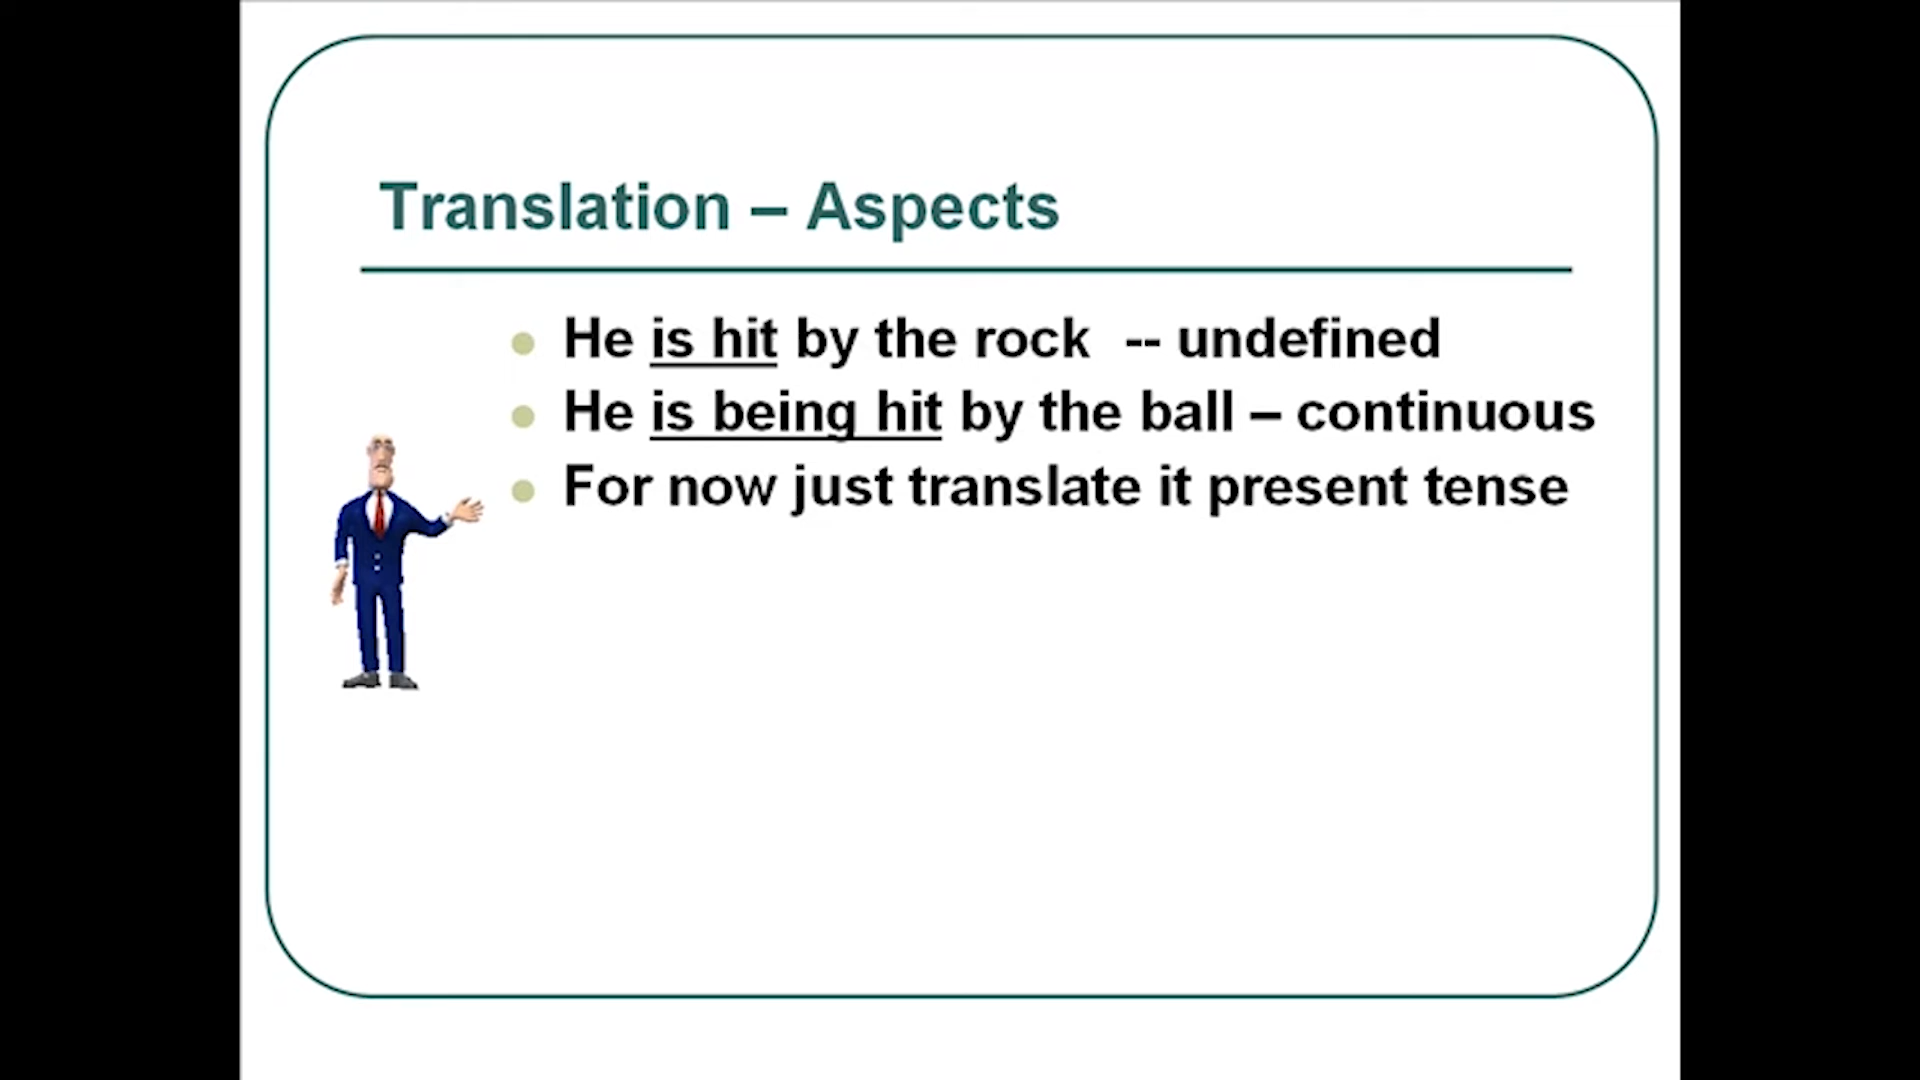 Translation – Aspects
He is hit by the rock -- undefined
He is being hit by the ball – continuous
For now just translate it present tense